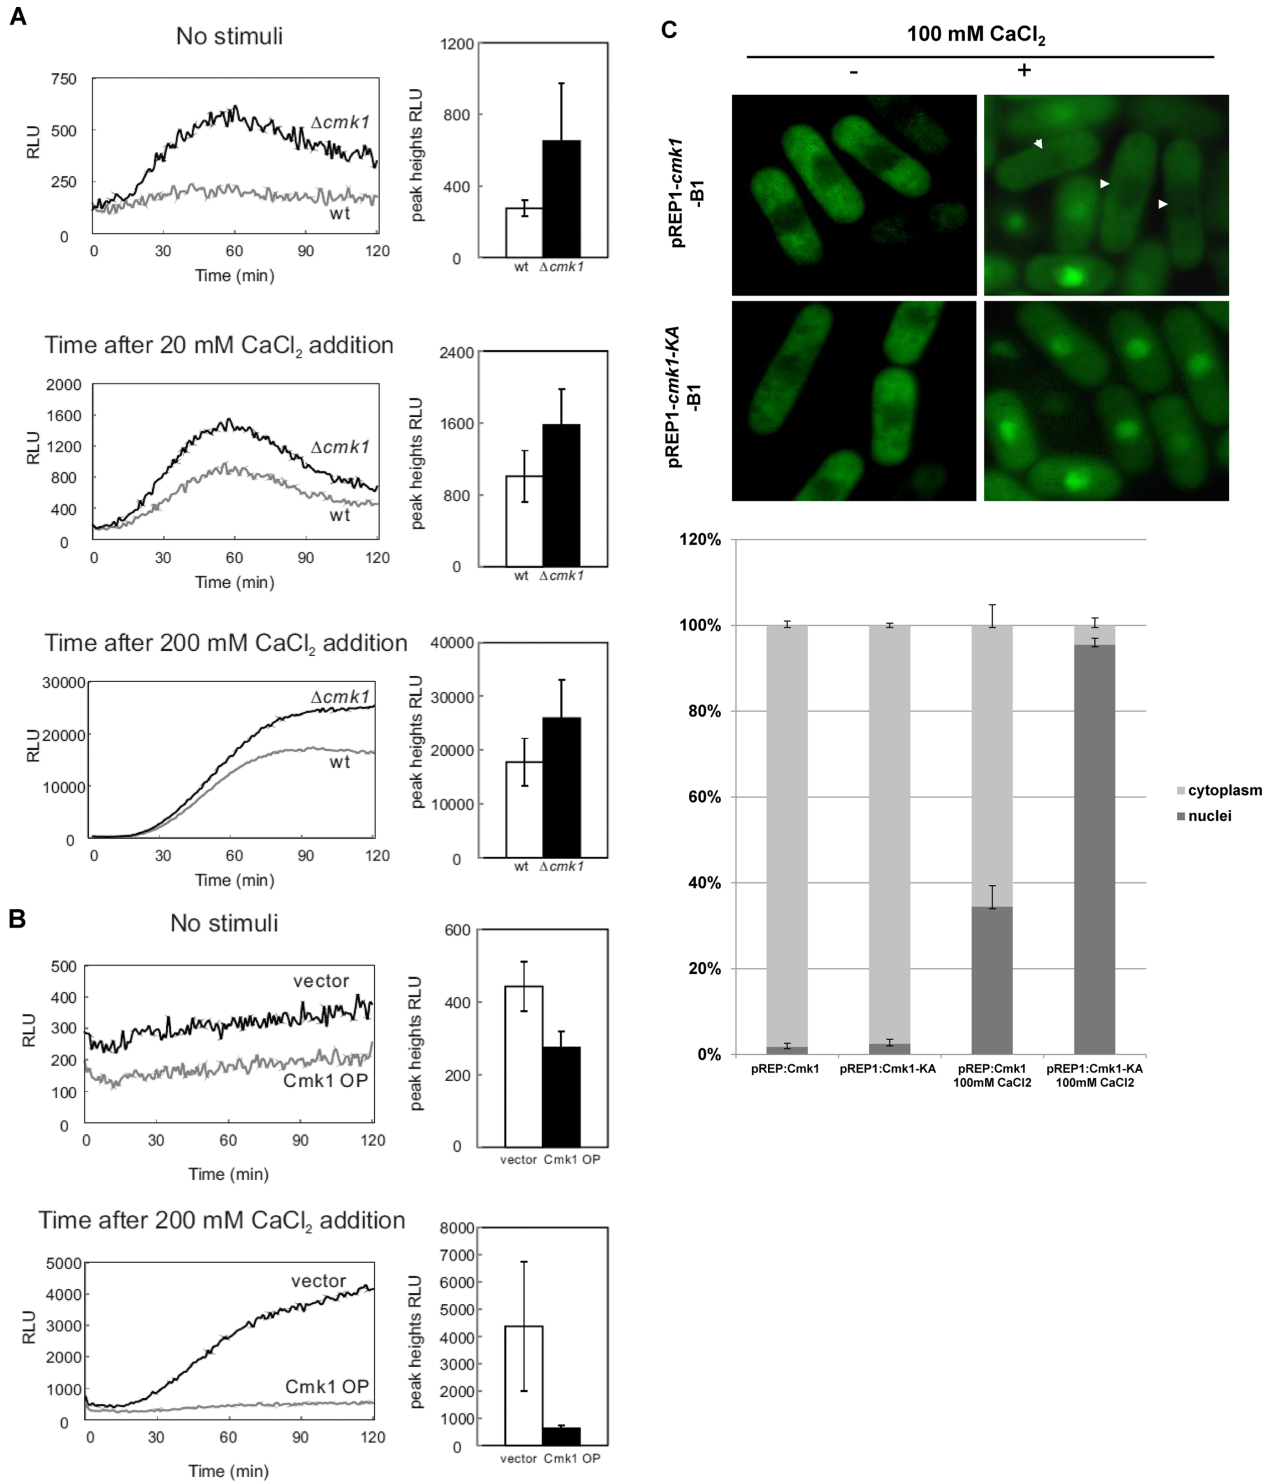 A
No stimuli
750
500
250
0
RLU
Δcmk1
wt
0 30 60 90 120
Time (min)
1200
800
400
0
peak heights RLU
wt Δcmk1
Time after 20 mM CaCl2 addition
2000
1600
1200
800
400
0
RLU
Δcmk1
wt
0 30 60 90 120
Time (min)
2400
1600
800
0
peak heights RLU
wt Δcmk1
Time after 200 mM CaCl2 addition
30000
20000
10000
0
RLU
Δcmk1
wt
0 30 60 90 120
Time (min)
40000
30000
20000
10000
0
peak heights RLU
wt Δcmk1
B
No stimuli
500
400
300
200
100
0
RLU
vector
Cmk1 OP
0 30 60 90 120
Time (min)
600
400
200
0
peak heights RLU
vector Cmk1 OP
Time after 200 mM CaCl2 addition
5000
4000
3000
2000
1000
0
RLU
vector
Cmk1 OP
0 30 60 90 120
Time (min)
8000
7000
6000
5000
4000
3000
2000
1000
0
peak heights RLU
vector Cmk1 OP
C
100 mM CaCl2
- +
pREP1-cmk1
-B1
pREP1-cmk1-KA
-B1
120%
100%
80%
60%
40%
20%
0%
cytoplasm
nuclei
pREP:Cmk1
pREP1:Cmk1-KA
pREP:Cmk1
100mM CaCl2
pREP1:Cmk1-KA
100mM CaCl2